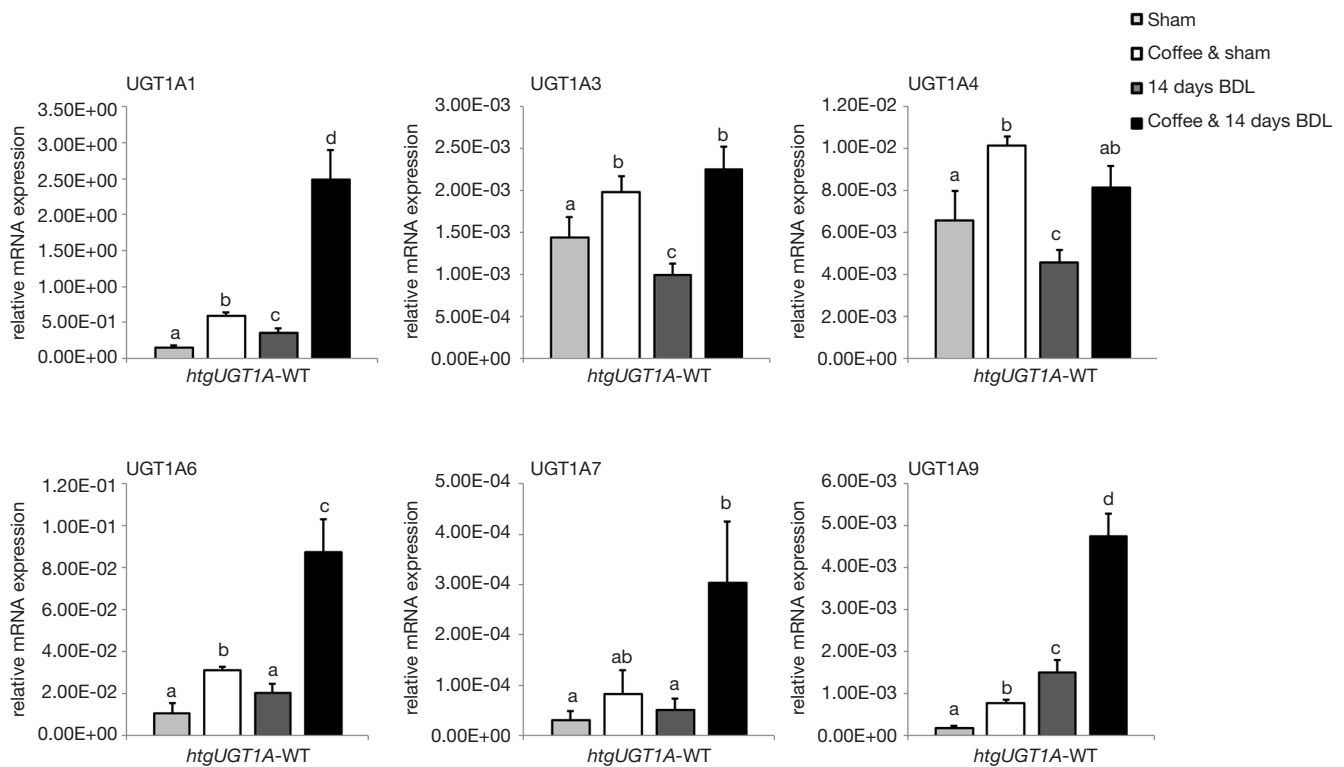 Sham
Coffee & sham
14 days BDL
Coffee & 14 days BDL
UGT1A1
relative mRNA expression
3.50E+00
3.00E+00
2.50E+00
2.00E+00
1.50E+00
1.00E+00
5.00E-01
0.00E+00
a
b
c
d
htgUGT1A-WT
UGT1A3
relative mRNA expression
3.00E-03
2.50E-03
2.00E-03
1.50E-03
1.00E-03
5.00E-04
0.00E+00
a
b
c
b
htgUGT1A-WT
UGT1A4
relative mRNA expression
1.20E-02
1.00E-02
8.00E-03
6.00E-03
4.00E-03
2.00E-03
0.00E+00
a
b
c
ab
htgUGT1A-WT
UGT1A6
relative mRNA expression
1.20E-01
1.00E-01
8.00E-02
6.00E-02
4.00E-02
2.00E-02
0.00E+00
a
b
a
c
htgUGT1A-WT
UGT1A7
relative mRNA expression
5.00E-04
4.00E-04
3.00E-04
2.00E-04
1.00E-04
0.00E+00
a
ab
a
b
htgUGT1A-WT
UGT1A9
relative mRNA expression
6.00E-03
5.00E-03
4.00E-03
3.00E-03
2.00E-03
1.00E-03
0.00E+00
a
b
c
d
htgUGT1A-WT